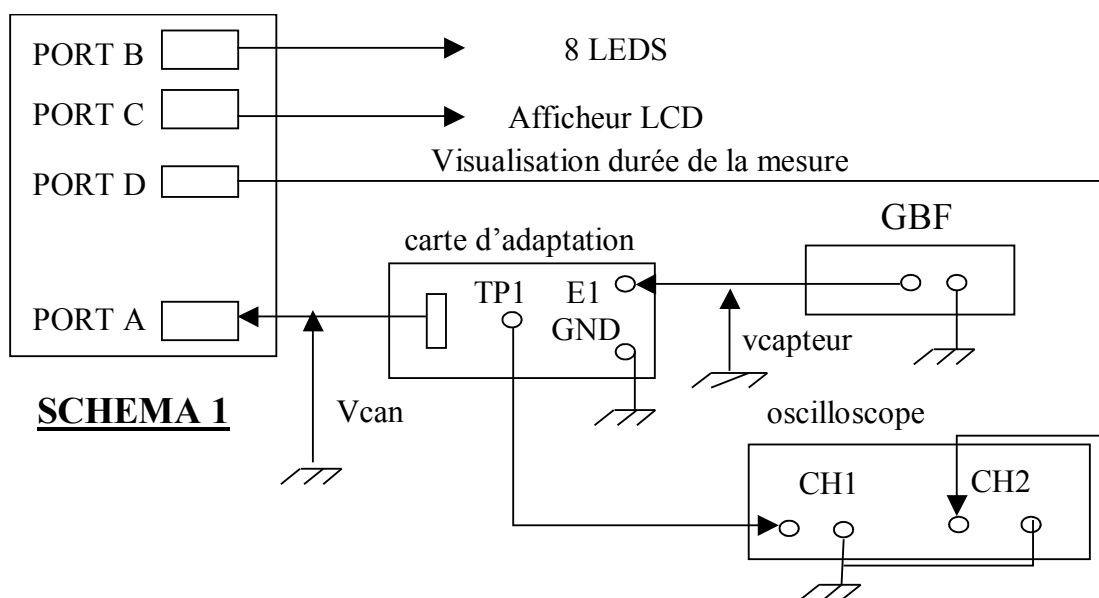 PORT B
8 LEDS
PORT C
Afficheur LCD
Visualisation durée de la mesure
PORT D
GBF
carte d’adaptation
TP1
E1
GND
PORT A
vcapteur
SCHEMA 1
Vcan
oscilloscope
CH1
CH2